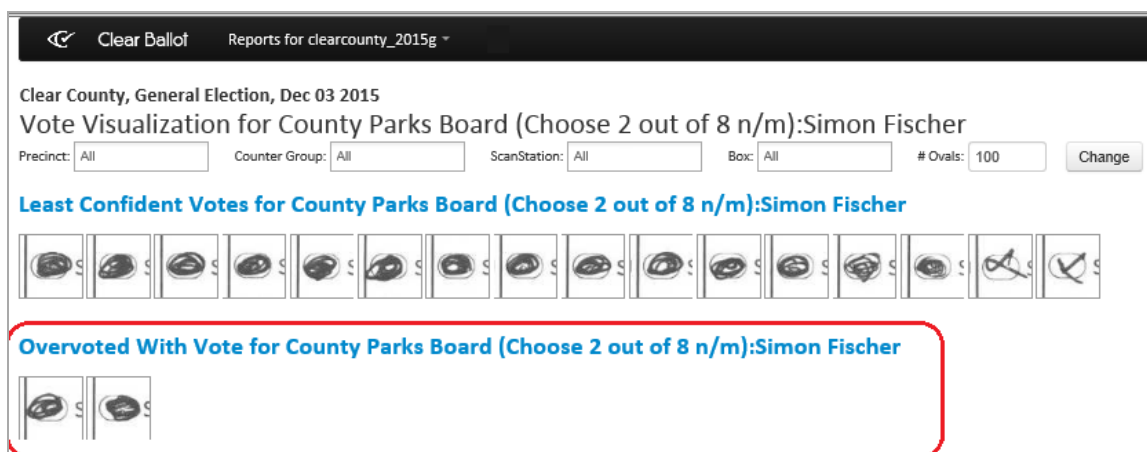 Clear Ballot Reports for clearcounty_2015g
Clear County, General Election, Dec 03 2015
Vote Visualization for County Parks Board (Choose 2 out of 8 n/m):Simon Fischer
Precinct: All Counter Group: All ScanStation: All Box: All # Ovals: 100 Change
Least Confident Votes for County Parks Board (Choose 2 out of 8 n/m):Simon Fischer
Overvoted With Vote for County Parks Board (Choose 2 out of 8 n/m):Simon Fischer